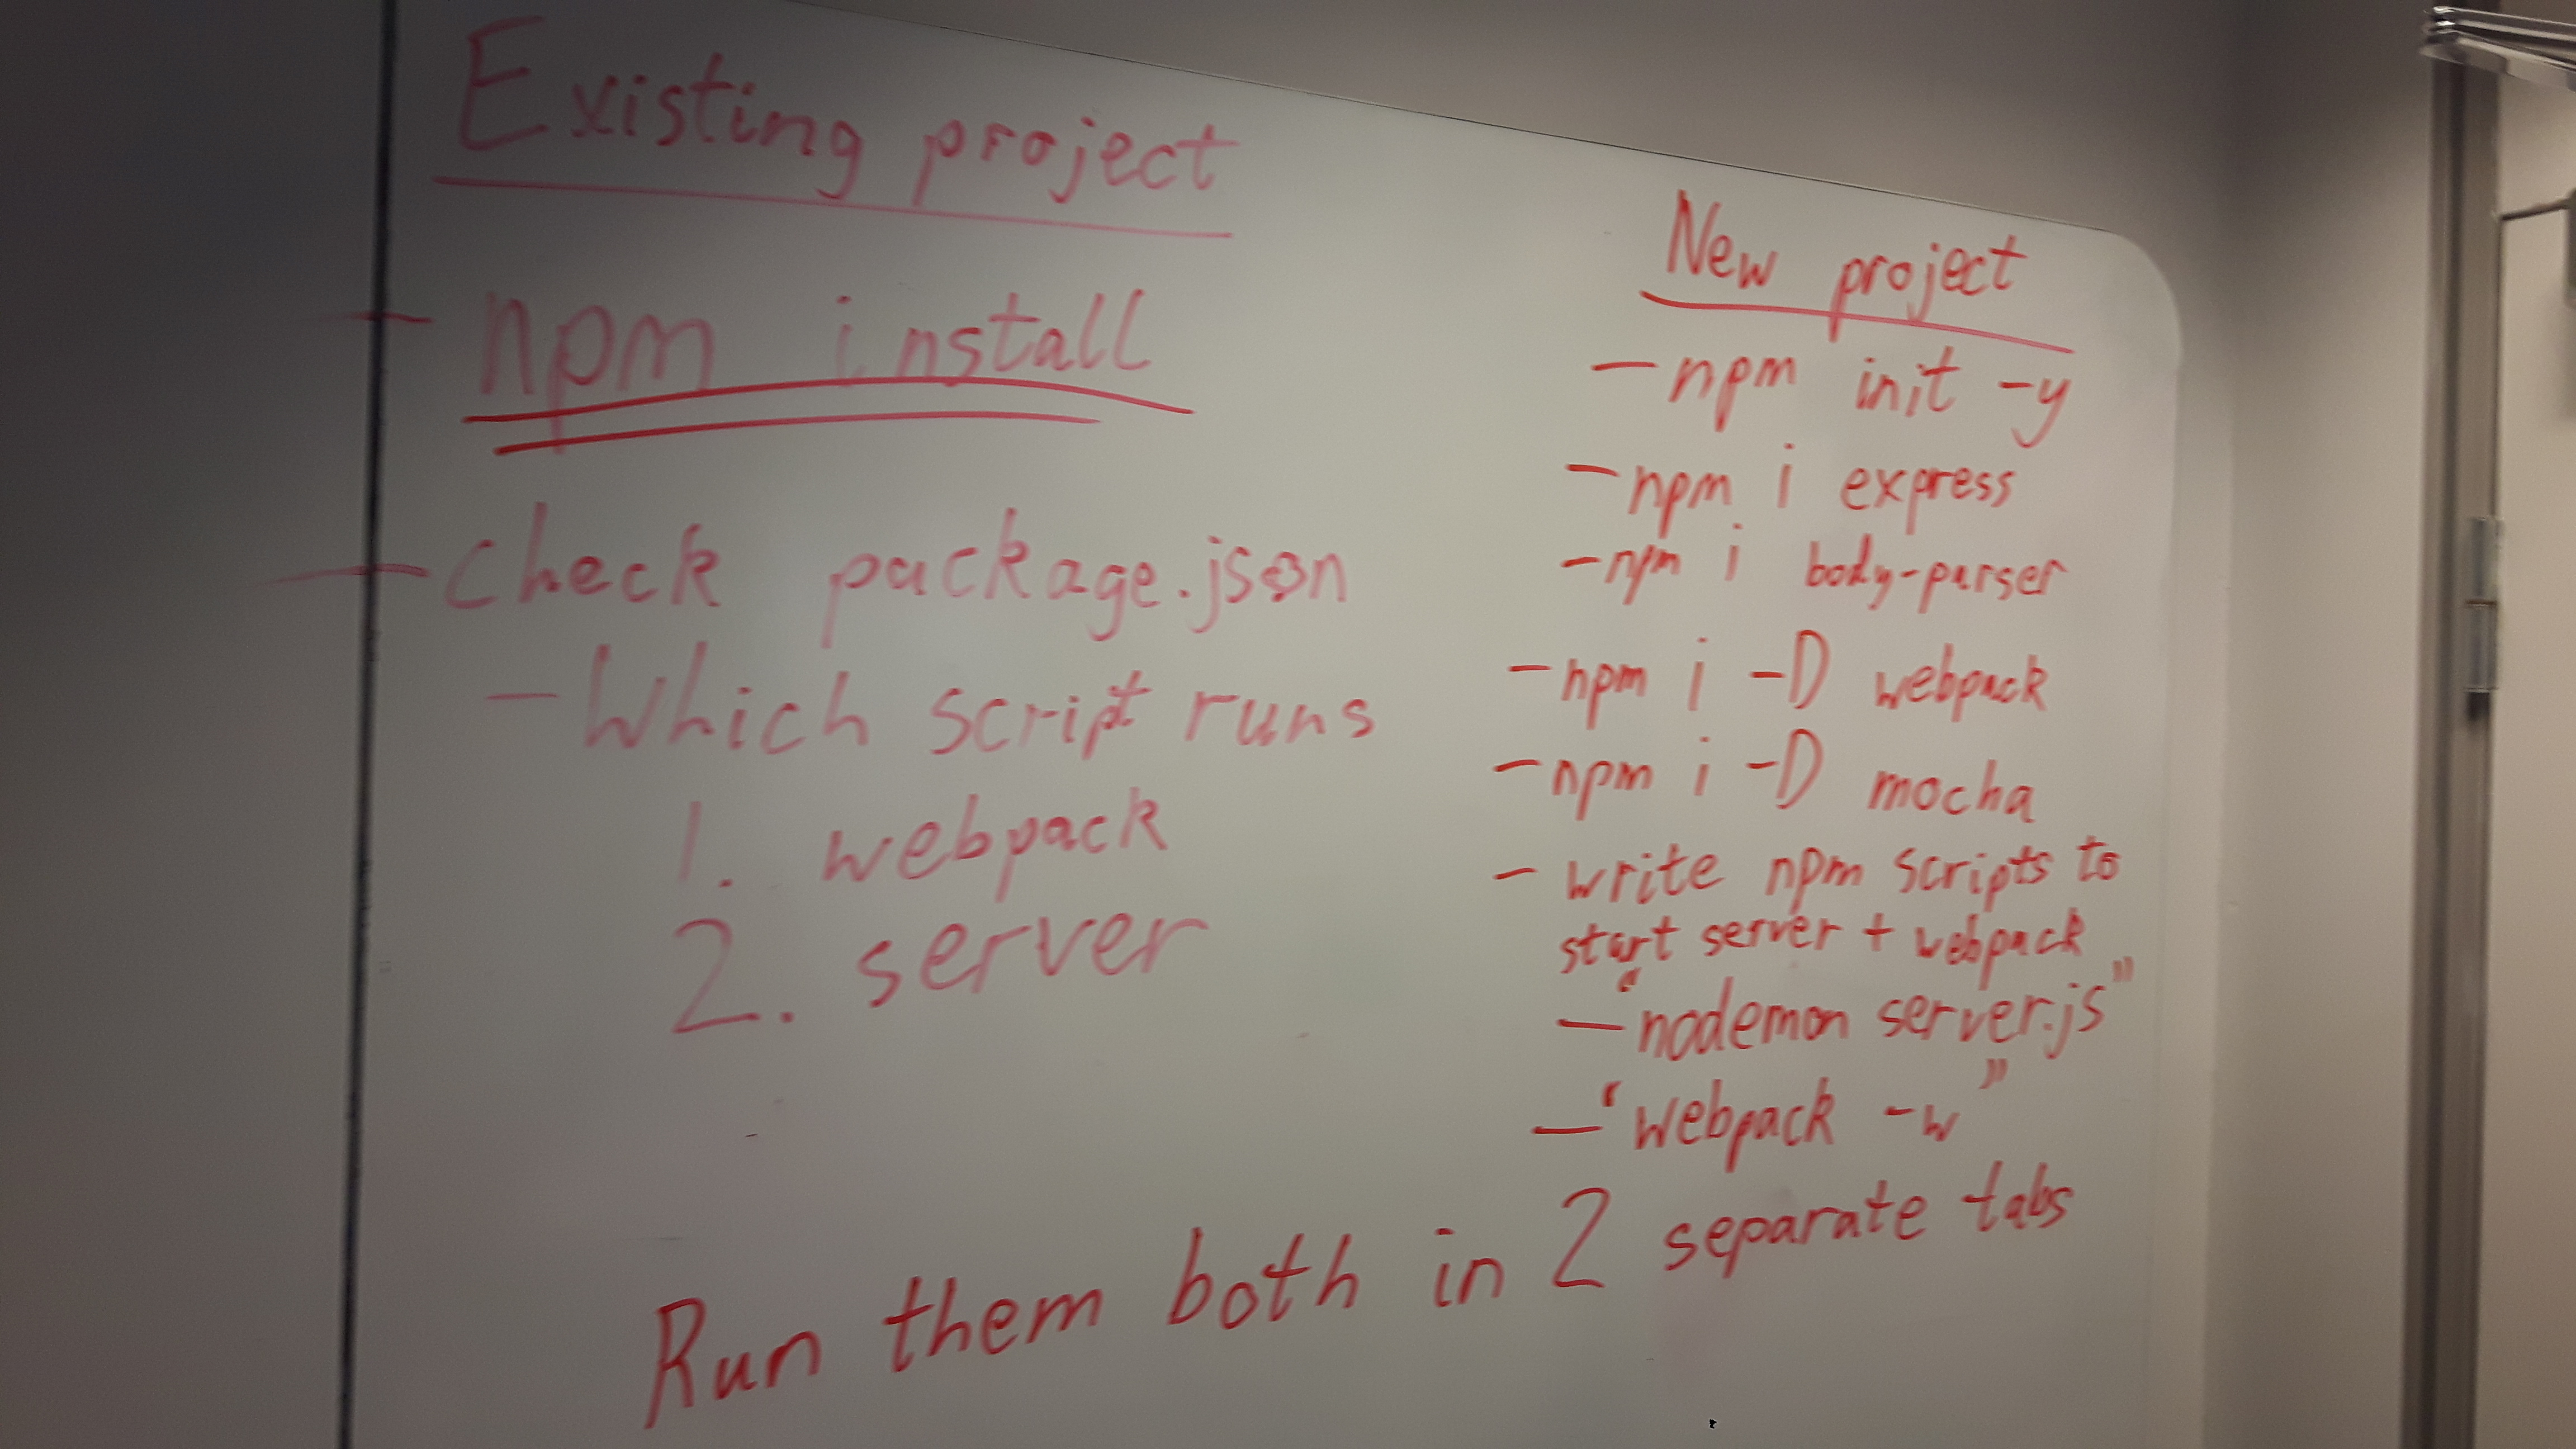 Existing project
- npm install
- check package.json
- Which script runs
1. webpack
2. server
New project
- npm init -y
- npm i express
- npm i body-parser
- npm i -D webpack
- npm i -D mocha
- write npm scripts to
start server + webpack
- "nodemon server.js"
- "webpack -w"
Run them both in 2 separate tabs